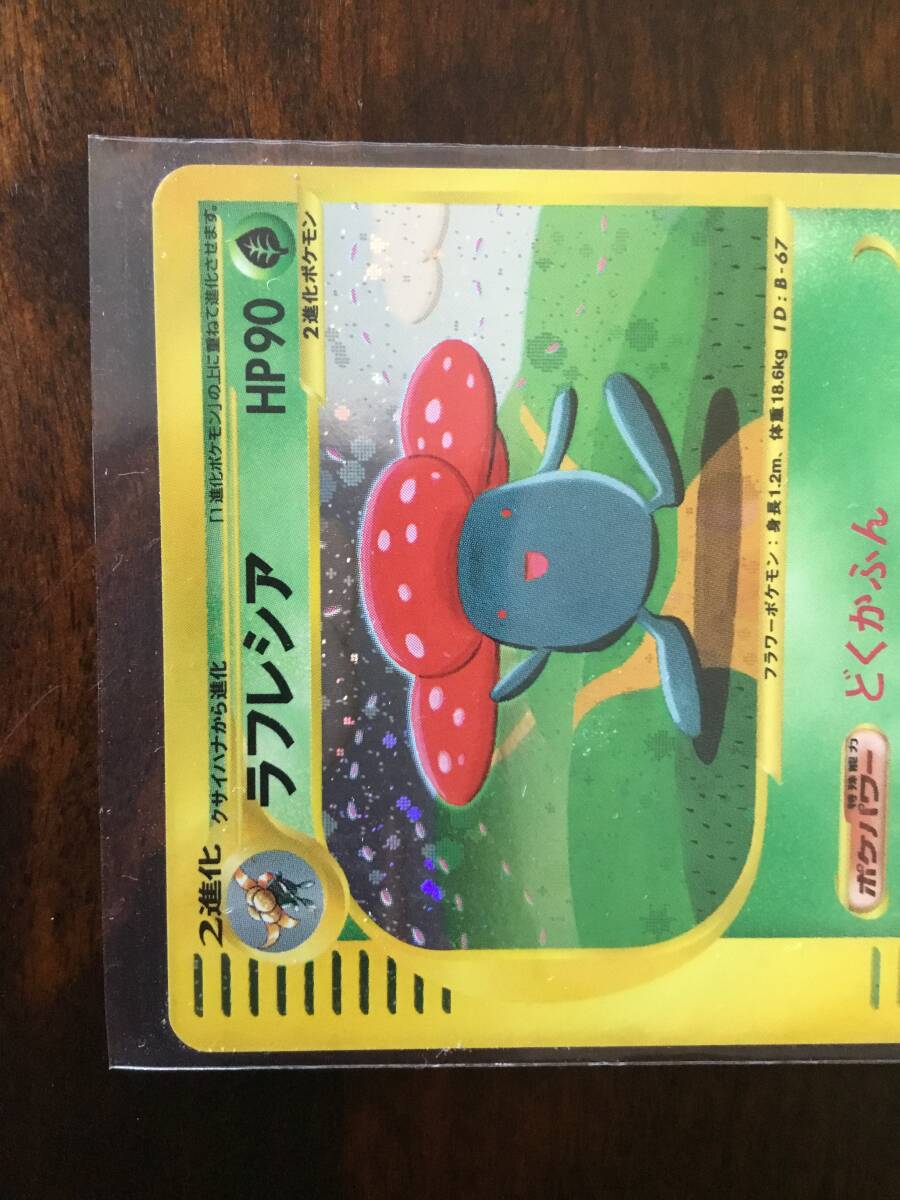 2進化
クサイハナから進化
「1進化ポケモン」の上に重ねて進化させます。
ラフレシア
HP90
2進化ポケモン
フラワーポケモン：身長1.2m、体重18.6kg ID:B-67
ポケパワー
特殊能力
どくかふん